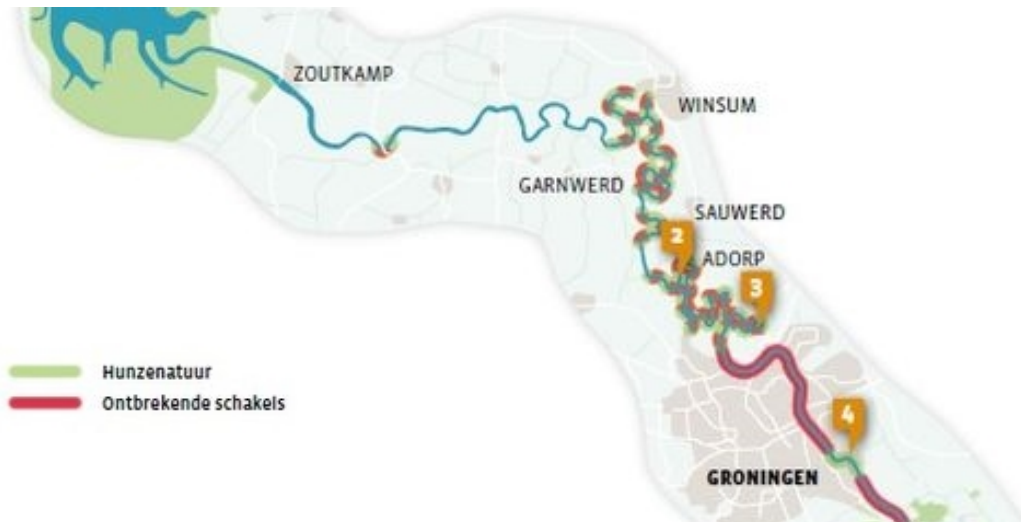 ZOUTKAMP
WINSUM
GARNWERD
SAUWERD
2
ADORP
3
Hunzenatuur
Ontbrekende schakels
4
GRONINGEN